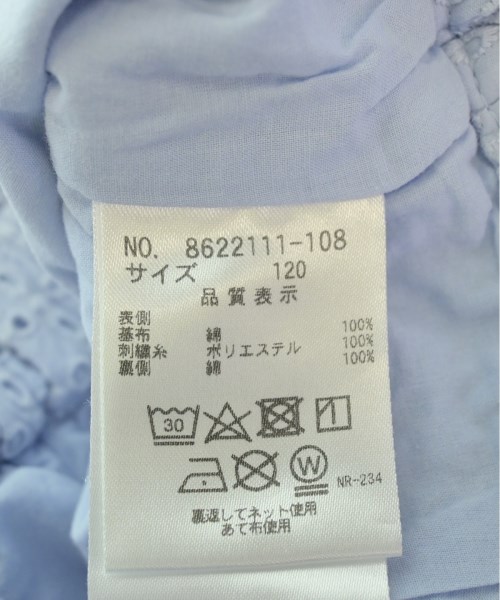 NO. 8622111-108
サイズ 120
品質表示
表側
基布 綿 100%
刺繍糸 ポリエステル 100%
裏側 綿 100%
30
W
NR-234
裏返してネット使用
あて布使用